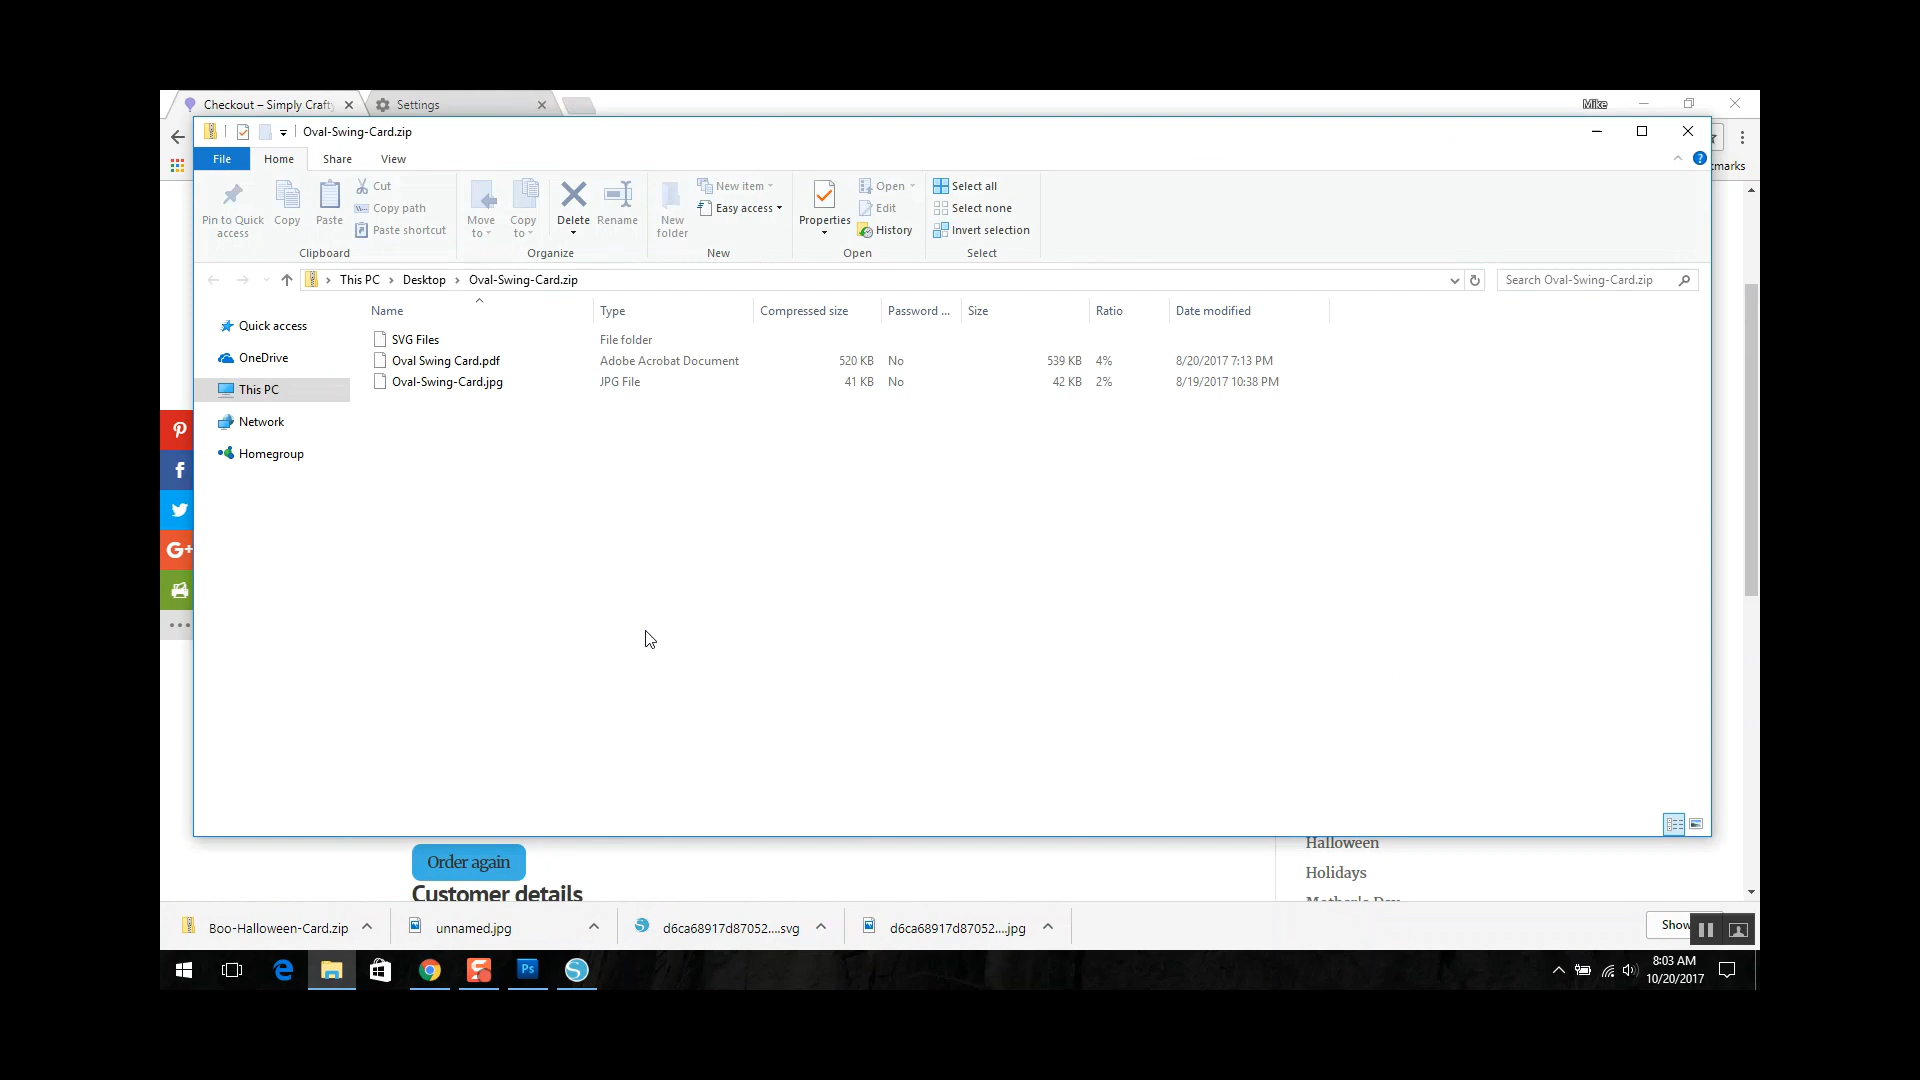 Checkout – Simply Crafty
Settings
Mike
Oval-Swing-Card.zip
File
Home
Share
View
marks
Pin to Quick access
Copy
Paste
Cut
Copy path
Paste shortcut
Clipboard
Move to
Copy to
Delete
Rename
Organize
New folder
New item
Easy access
New
Properties
Open
Edit
History
Open
Select all
Select none
Invert selection
Select
This PC > Desktop > Oval-Swing-Card.zip
Search Oval-Swing-Card.zip
Quick access
OneDrive
This PC
Network
Homegroup
Name Type Compressed size Password ... Size Ratio Date modified
SVG Files File folder
Oval Swing Card.pdf Adobe Acrobat Document 520 KB No 539 KB 4% 8/20/2017 7:13 PM
Oval-Swing-Card.jpg JPG File 41 KB No 42 KB 2% 8/19/2017 10:38 PM
Order again
Customer details
Halloween
Holidays
Mother's Day
Boo-Halloween-Card.zip
unnamed.jpg
d6ca68917d87052....svg
d6ca68917d87052....jpg
Show
Ps
8:03 AM
10/20/2017